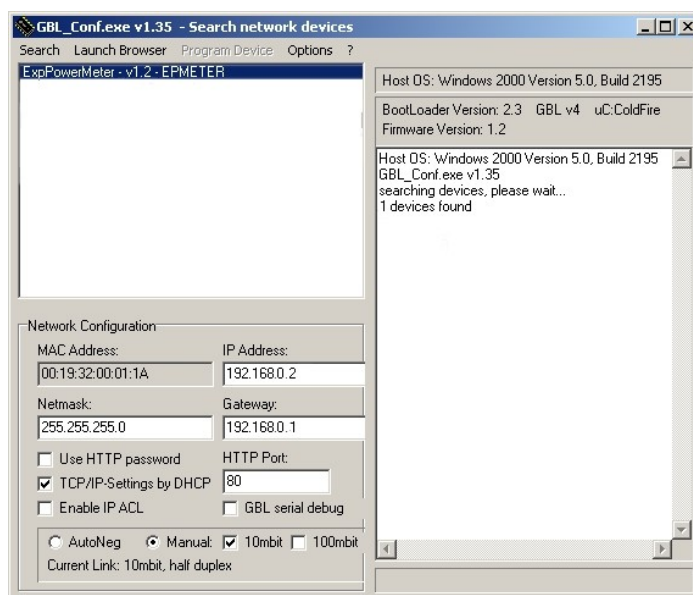 GBL_Conf.exe v1.35 - Search network devices
Search Launch Browser Program Device Options ?
ExpPowerMeter - v1.2 - EPMETER
Host OS: Windows 2000 Version 5.0, Build 2195
BootLoader Version: 2.3 GBL v4 uC:ColdFire
Firmware Version: 1.2
Host OS: Windows 2000 Version 5.0, Build 2195
GBL_Conf.exe v1.35
searching devices, please wait...
1 devices found
Network Configuration
MAC Address: IP Address:
00:19:32:00:01:1A 192.168.0.2
Netmask: Gateway:
255.255.255.0 192.168.0.1
Use HTTP password HTTP Port:
TCP/IP-Settings by DHCP 80
Enable IP ACL GBL serial debug
AutoNeg Manual: 10mbit 100mbit
Current Link: 10mbit, half duplex